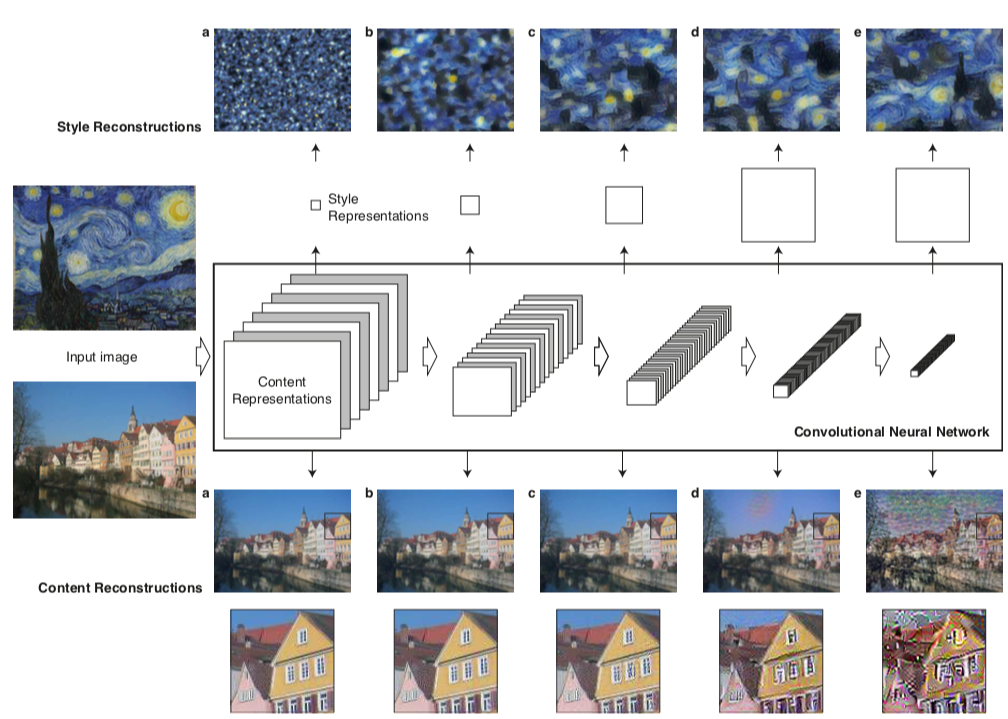 a b c d e
Style Reconstructions
Style
Representations
Input image
Content
Representations
Convolutional Neural Network
a b c d e
Content Reconstructions